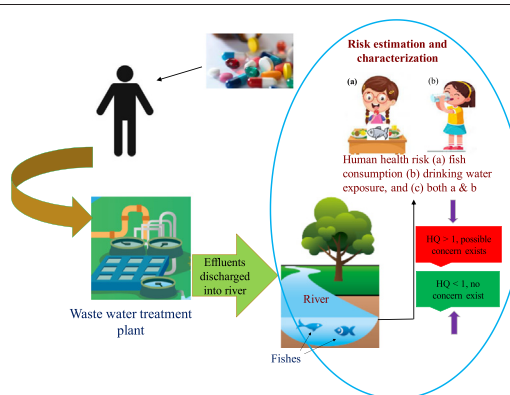 Risk estimation and
characterization
(a)
(b)
Human health risk (a) fish
consumption (b) drinking water
exposure, and (c) both a & b
HQ > 1, possible
concern exists
HQ < 1, no
concern exist
Effluents
discharged
into river
River
Waste water treatment
plant
Fishes